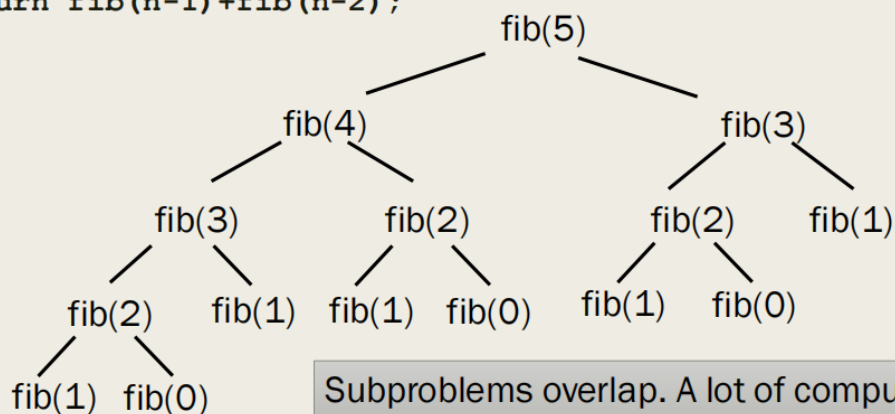 fib(n-1)+fib(n-2);
fib(5)
fib(4) fib(3)
fib(3) fib(2) fib(2) fib(1)
fib(2) fib(1) fib(1) fib(0) fib(1) fib(0)
fib(1) fib(0)
Subproblems overlap. A lot of